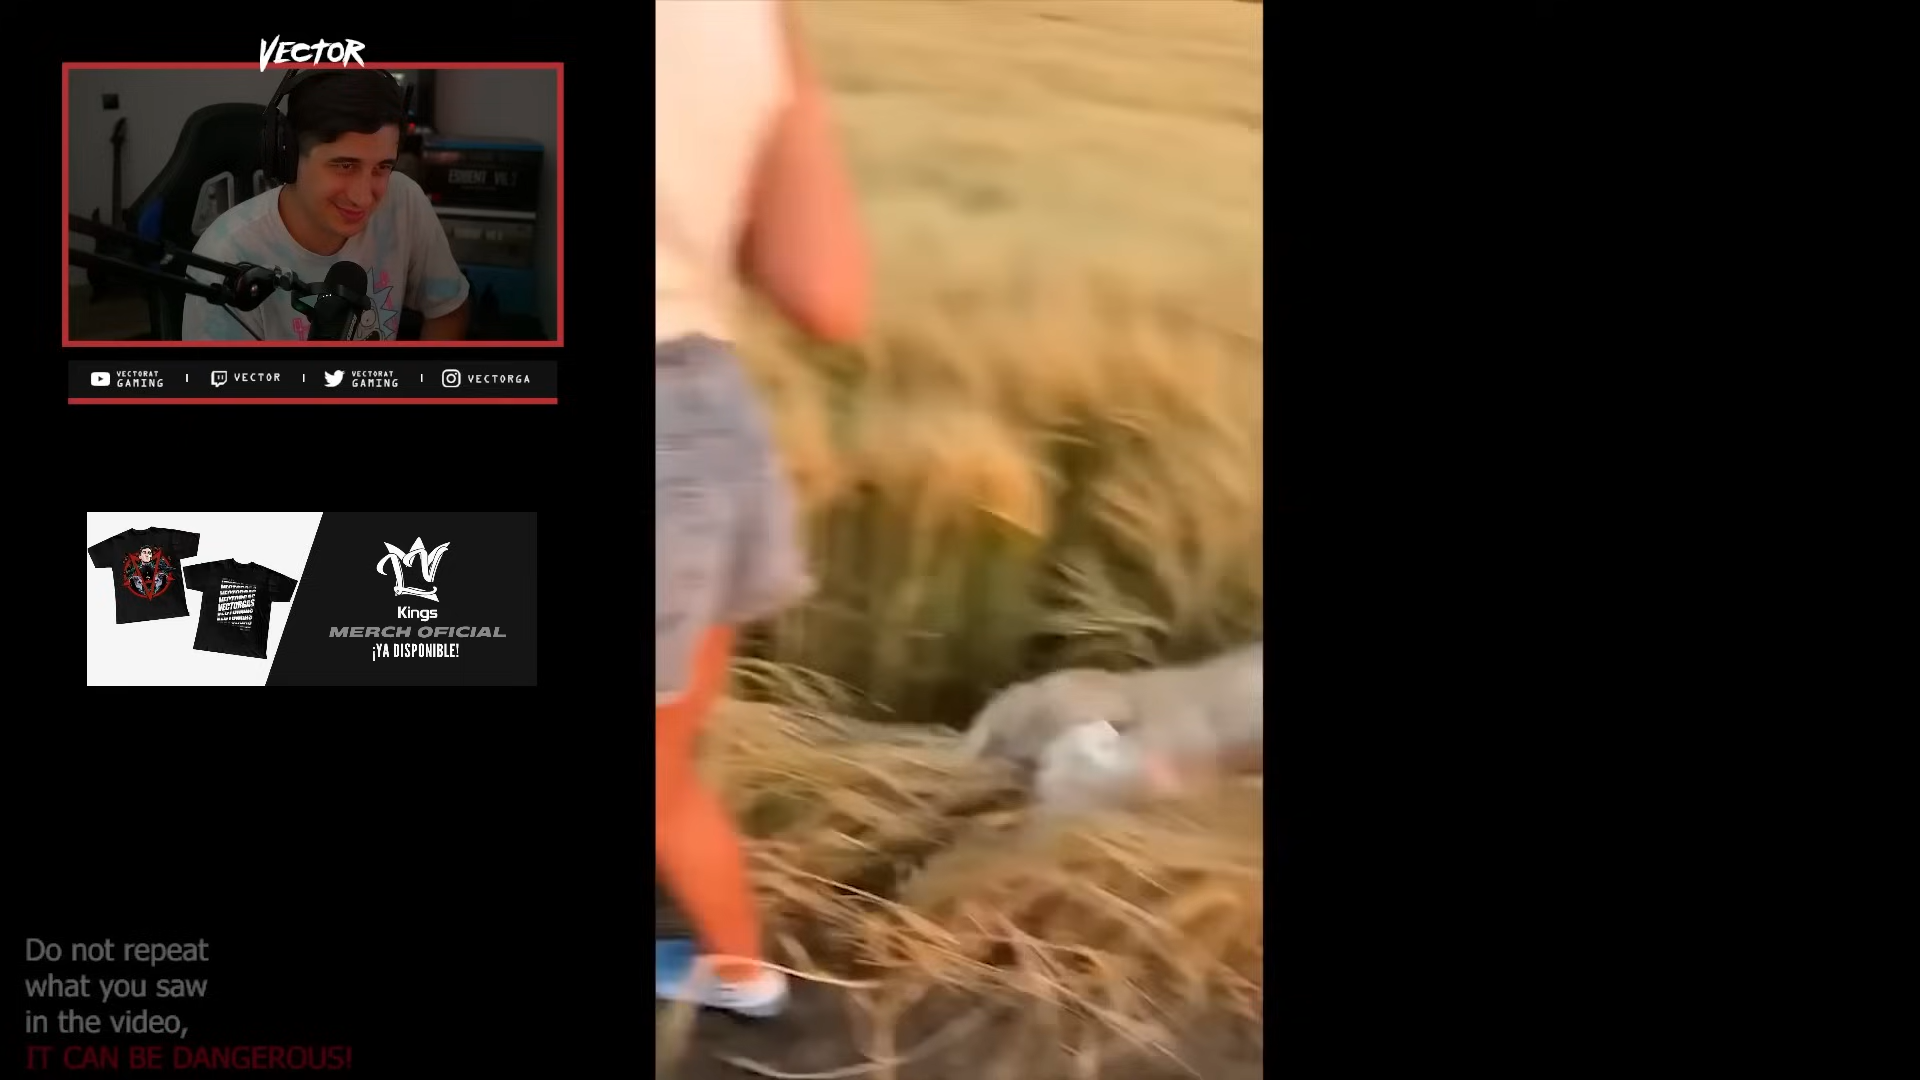 VECTOR
VECTORAT
GAMING
VECTOR
VECTORAT
GAMING
VECTORGA
VECTORGAS
Kings
MERCH OFICIAL
¡YA DISPONIBLE!
Do not repeat
what you saw
in the video,
IT CAN BE DANGEROUS!